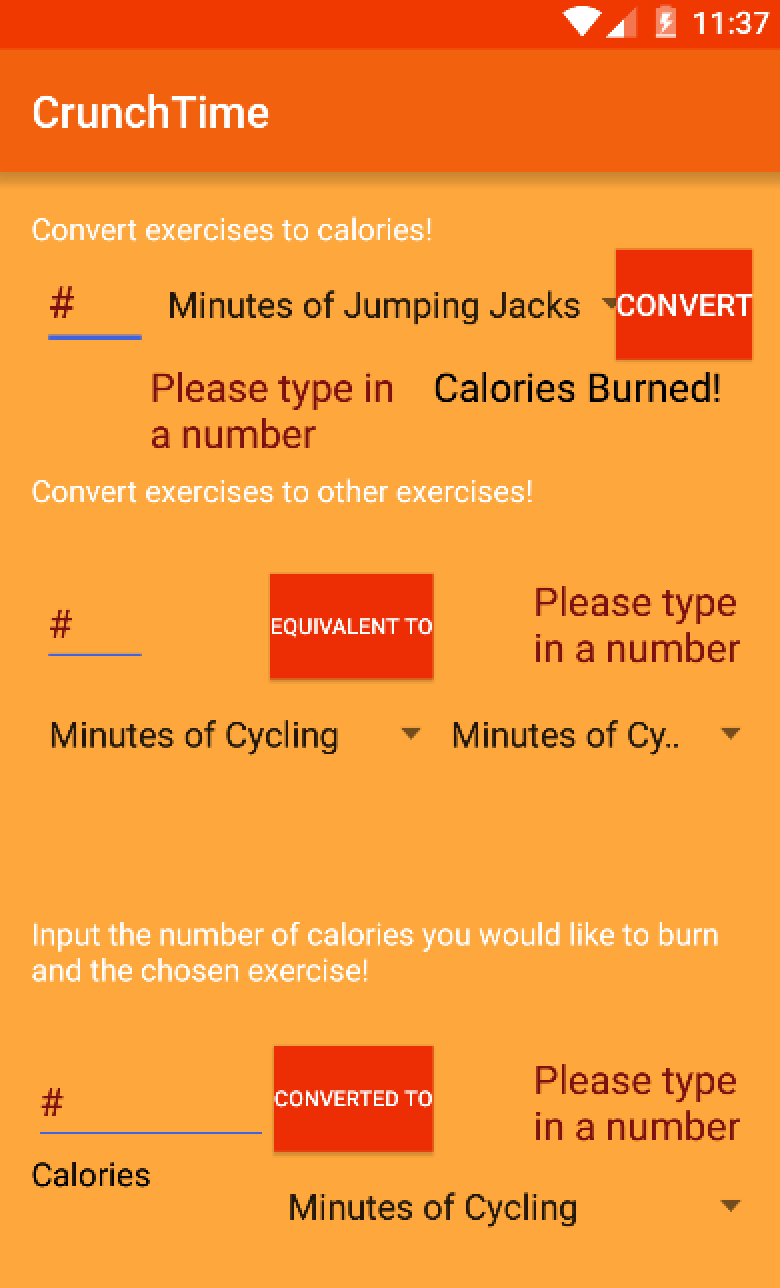 11:37
CrunchTime
Convert exercises to calories!
# Minutes of Jumping Jacks CONVERT
Please type in
a number
Calories Burned!
Convert exercises to other exercises!
# EQUIVALENT TO
Please type
in a number
Minutes of Cycling Minutes of Cy..
Input the number of calories you would like to burn
and the chosen exercise!
# CONVERTED TO
Please type
in a number
Calories
Minutes of Cycling